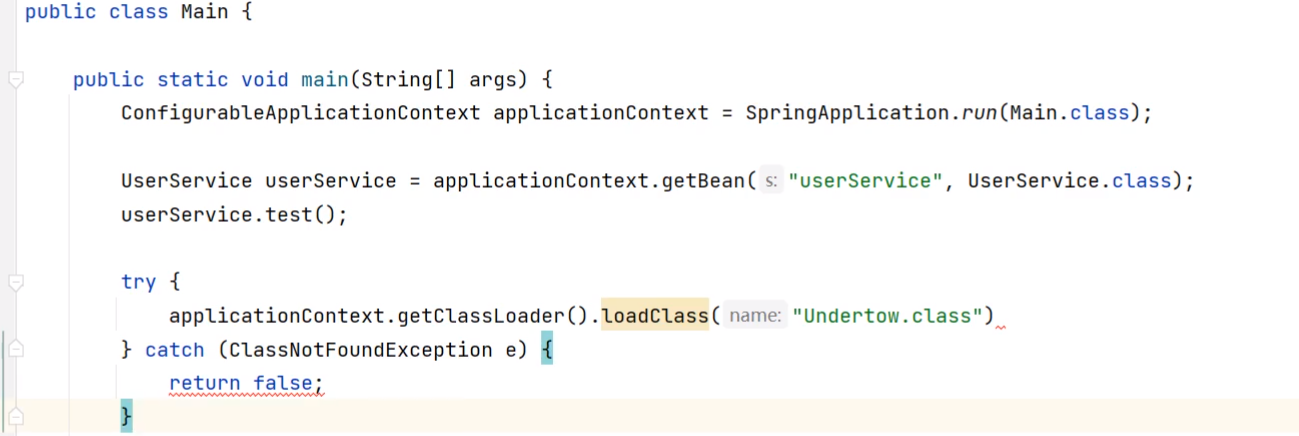 public class Main {
public static void main(String[] args) {
ConfigurableApplicationContext applicationContext = SpringApplication.run(Main.class);
UserService userService = applicationContext.getBean( s: "userService", UserService.class);
userService.test();
try {
applicationContext.getClassLoader().loadClass( name: "Undertow.class")
} catch (ClassNotFoundException e) {
return false;
}